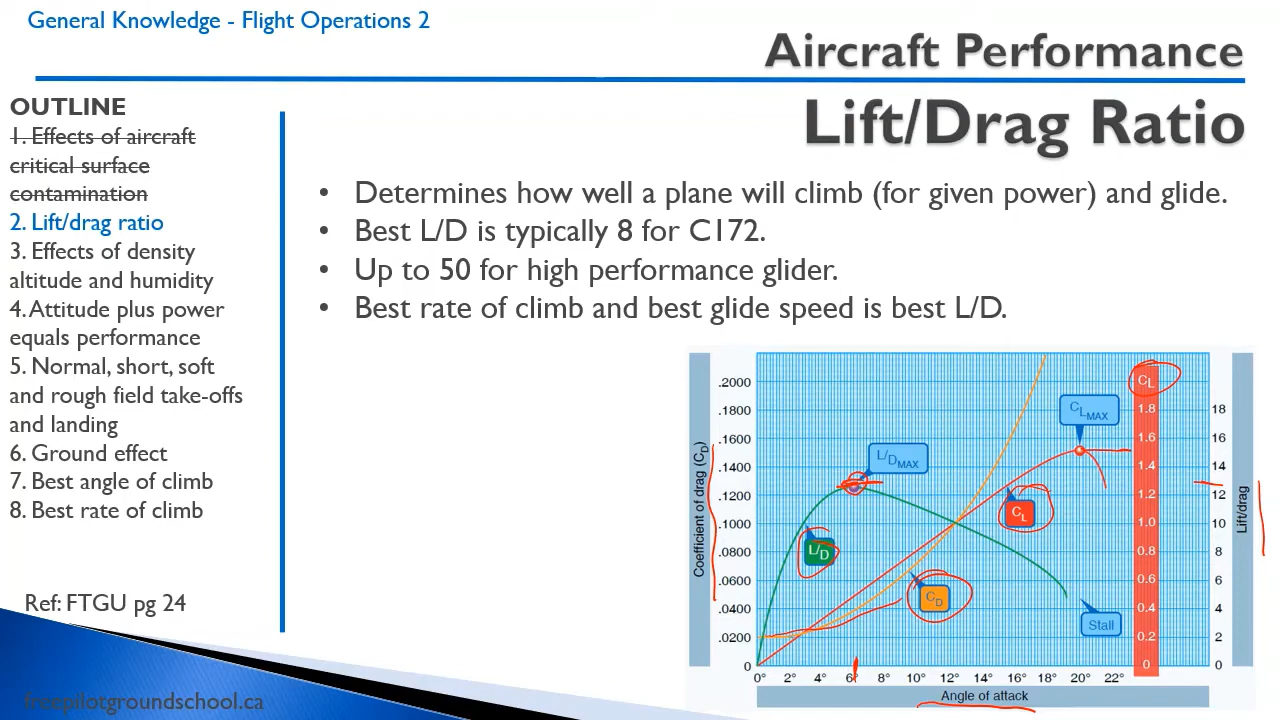 General Knowledge - Flight Operations 2
Aircraft Performance
Lift/Drag Ratio
OUTLINE
1. Effects of aircraft
critical surface
contamination
2. Lift/drag ratio
3. Effects of density
altitude and humidity
4. Attitude plus power
equals performance
5. Normal, short, soft
and rough field take-offs
and landing
6. Ground effect
7. Best angle of climb
8. Best rate of climb
Ref: FTGU pg 24
freepilotgroundschool.ca
• Determines how well a plane will climb (for given power) and glide.
• Best L/D is typically 8 for C172.
• Up to 50 for high performance glider.
• Best rate of climb and best glide speed is best L/D.
Coefficient of drag (CD)
.2000
.1800
.1600
.1400
.1200
.1000
.0800
.0600
.0400
.0200
0
L/DMAX
CLMAX
L/D
CL
CD
Stall
CL
1.8
1.6
1.4
1.2
1.0
0.8
0.6
0.4
0.2
0
18
16
14
12
10
8
6
4
2
0
Lift/drag
0° 2° 4° 6° 8° 10° 12° 14° 16° 18° 20° 22°
Angle of attack